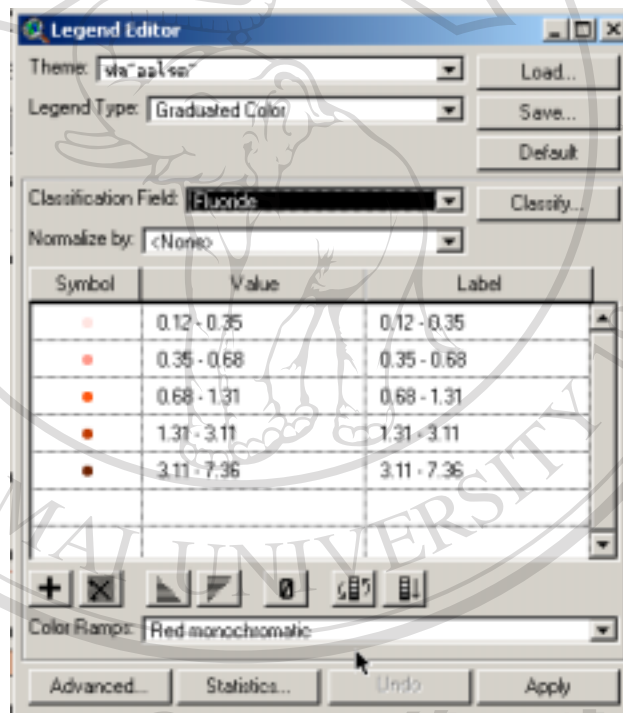 Legend Editor
Theme:
Load...
Legend Type: Graduated Color
Save...
Default
Classification Field: Fluoride
Classify...
Normalize by: <None>
Symbol Value Label
0.12 - 0.35 0.12 - 0.35
0.35 - 0.68 0.35 - 0.68
0.68 - 1.31 0.68 - 1.31
1.31 - 3.11 1.31 - 3.11
3.11 - 7.36 3.11 - 7.36
MAI UNIVERSITY
Color Ramps: Red monochromatic
Advanced... Statistics... Undo Apply